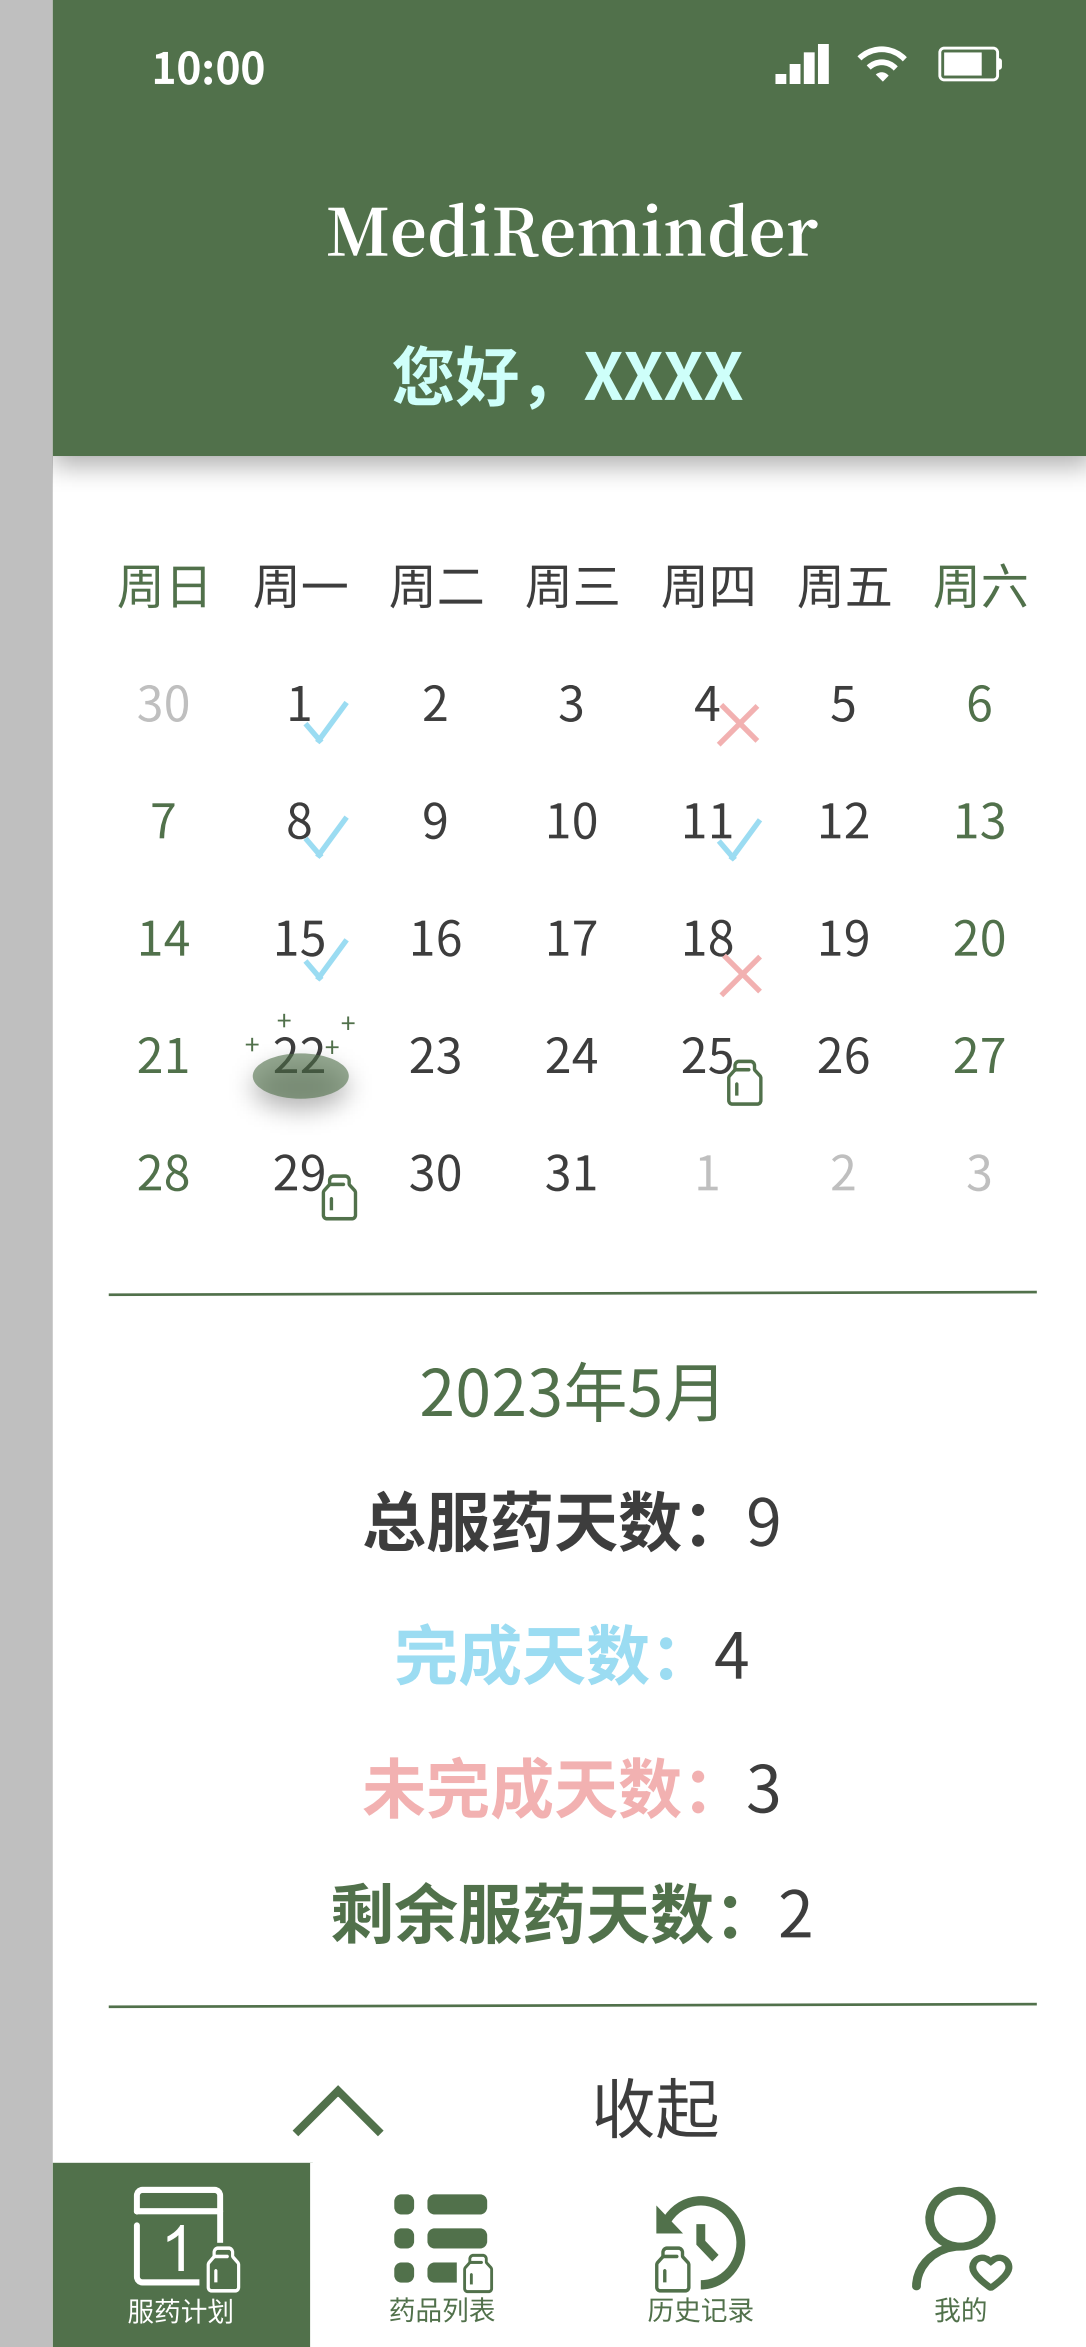 10:00
MediReminder
您好，XXXX
周日 周一 周二 周三 周四 周五 周六
30 1 2 3 4 5 6
7 8 9 10 11 12 13
14 15 16 17 18 19 20
21 22 23 24 25 26 27
28 29 30 31 1 2 3
2023年5月
总服药天数：9
完成天数：4
未完成天数：3
剩余服药天数：2
收起
1
服药计划 药品列表 历史记录 我的